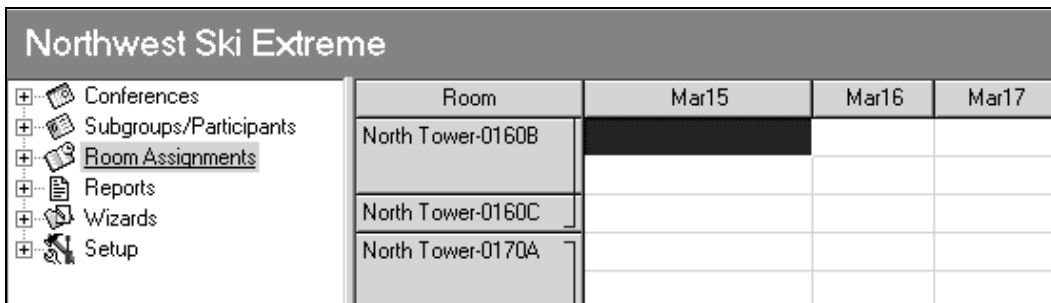 Northwest Ski Extreme
Conferences
Subgroups/Participants
Room Assignments
Reports
Wizards
Setup
Room Mar15 Mar16 Mar17
North Tower-0160B
North Tower-0160C
North Tower-0170A